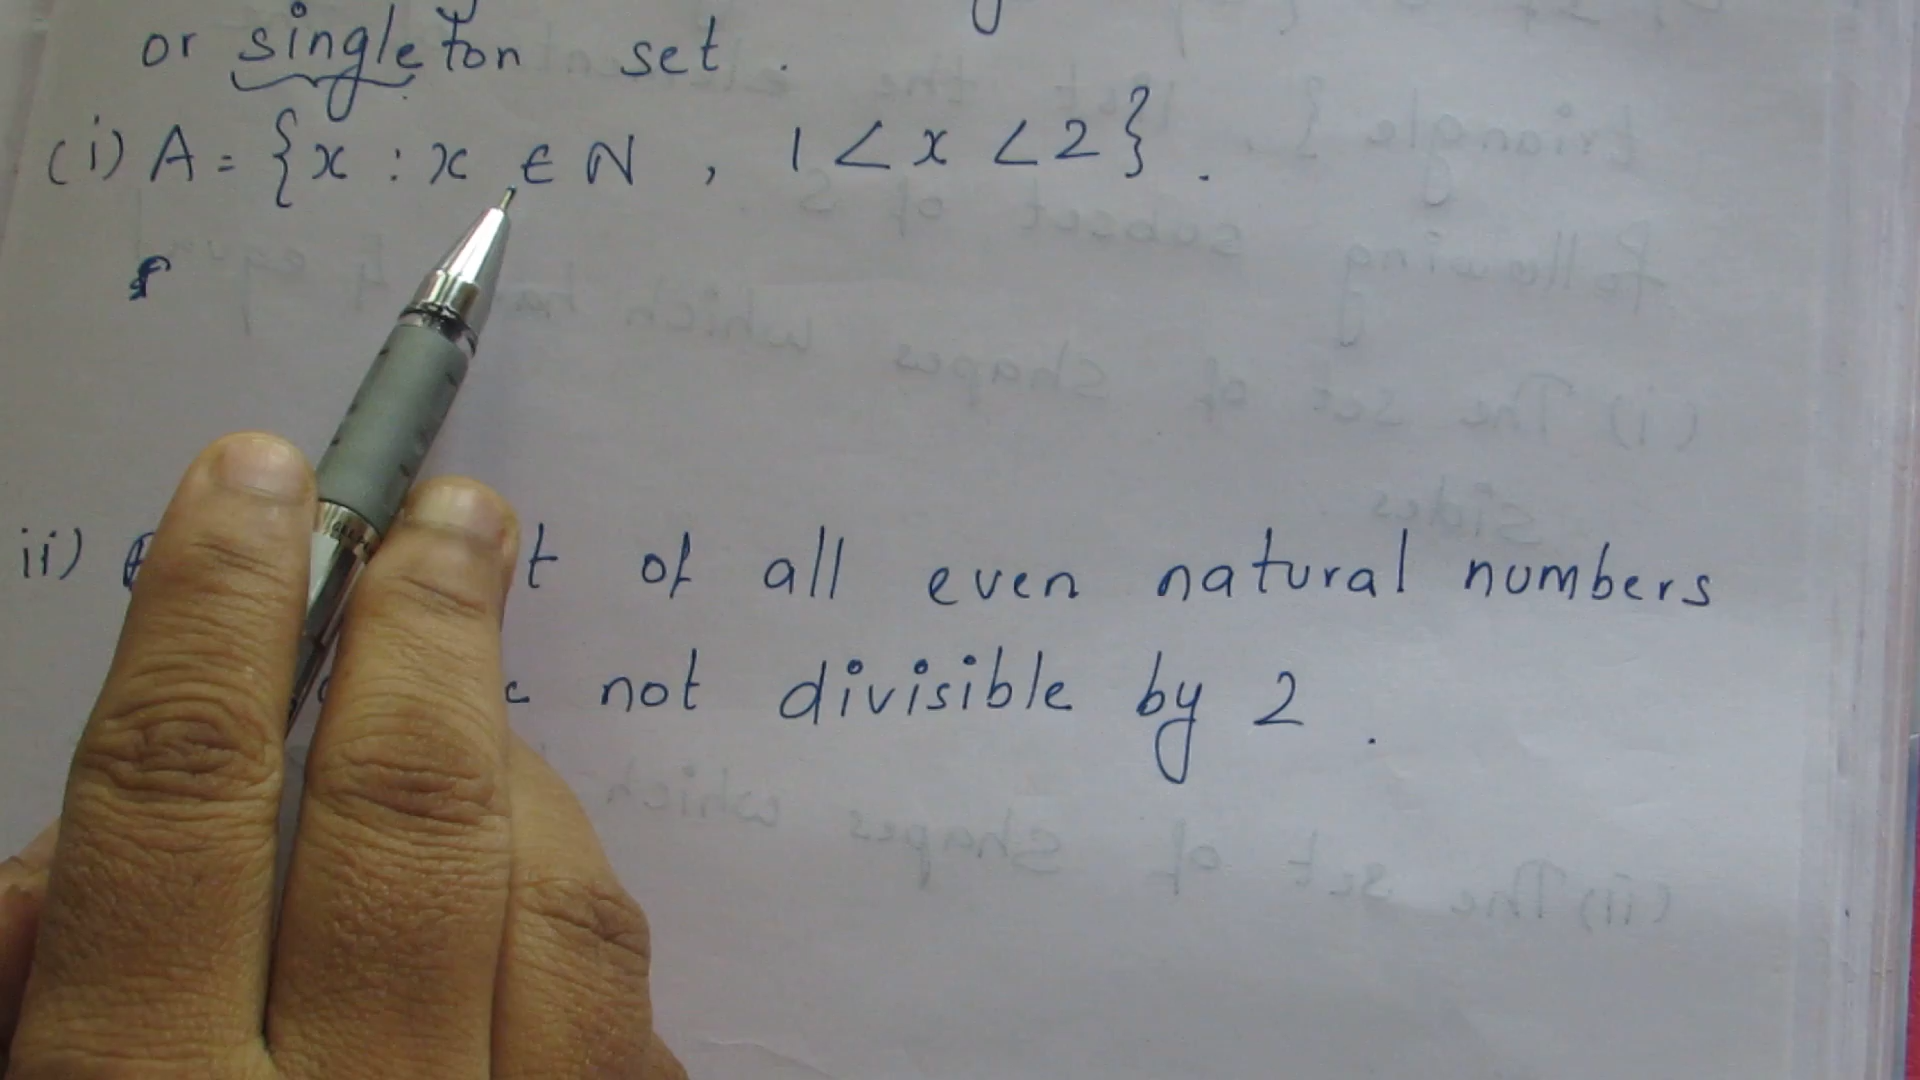 or singleton set .
(i) A = {x : x ∈ N , 1 < x < 2} .
ii) of all even natural numbers
not divisible by 2 .